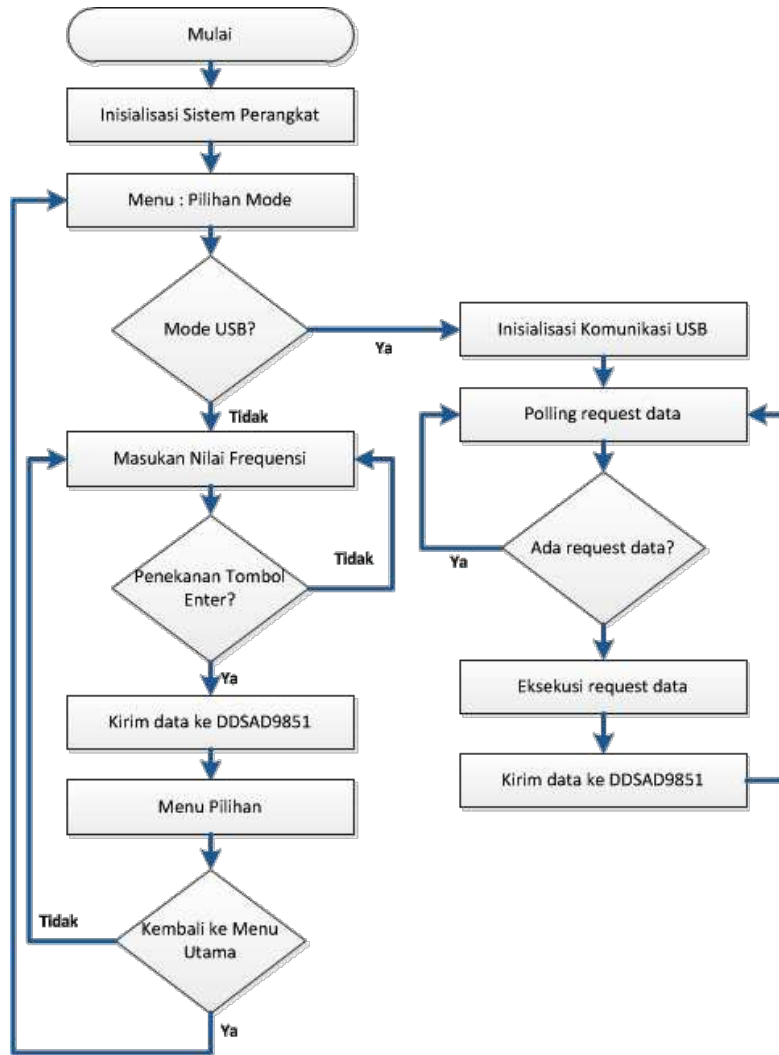 Mulai
Inisialisasi Sistem Perangkat
Menu : Pilihan Mode
Mode USB?
Ya
Tidak
Inisialisasi Komunikasi USB
Polling request data
Masukan Nilai Frequensi
Ada request data?
Ya
Penekanan Tombol
Enter?
Tidak
Ya
Eksekusi request data
Kirim data ke DDSAD9851
Kirim data ke DDSAD9851
Menu Pilihan
Kembali ke Menu
Utama
Tidak
Ya